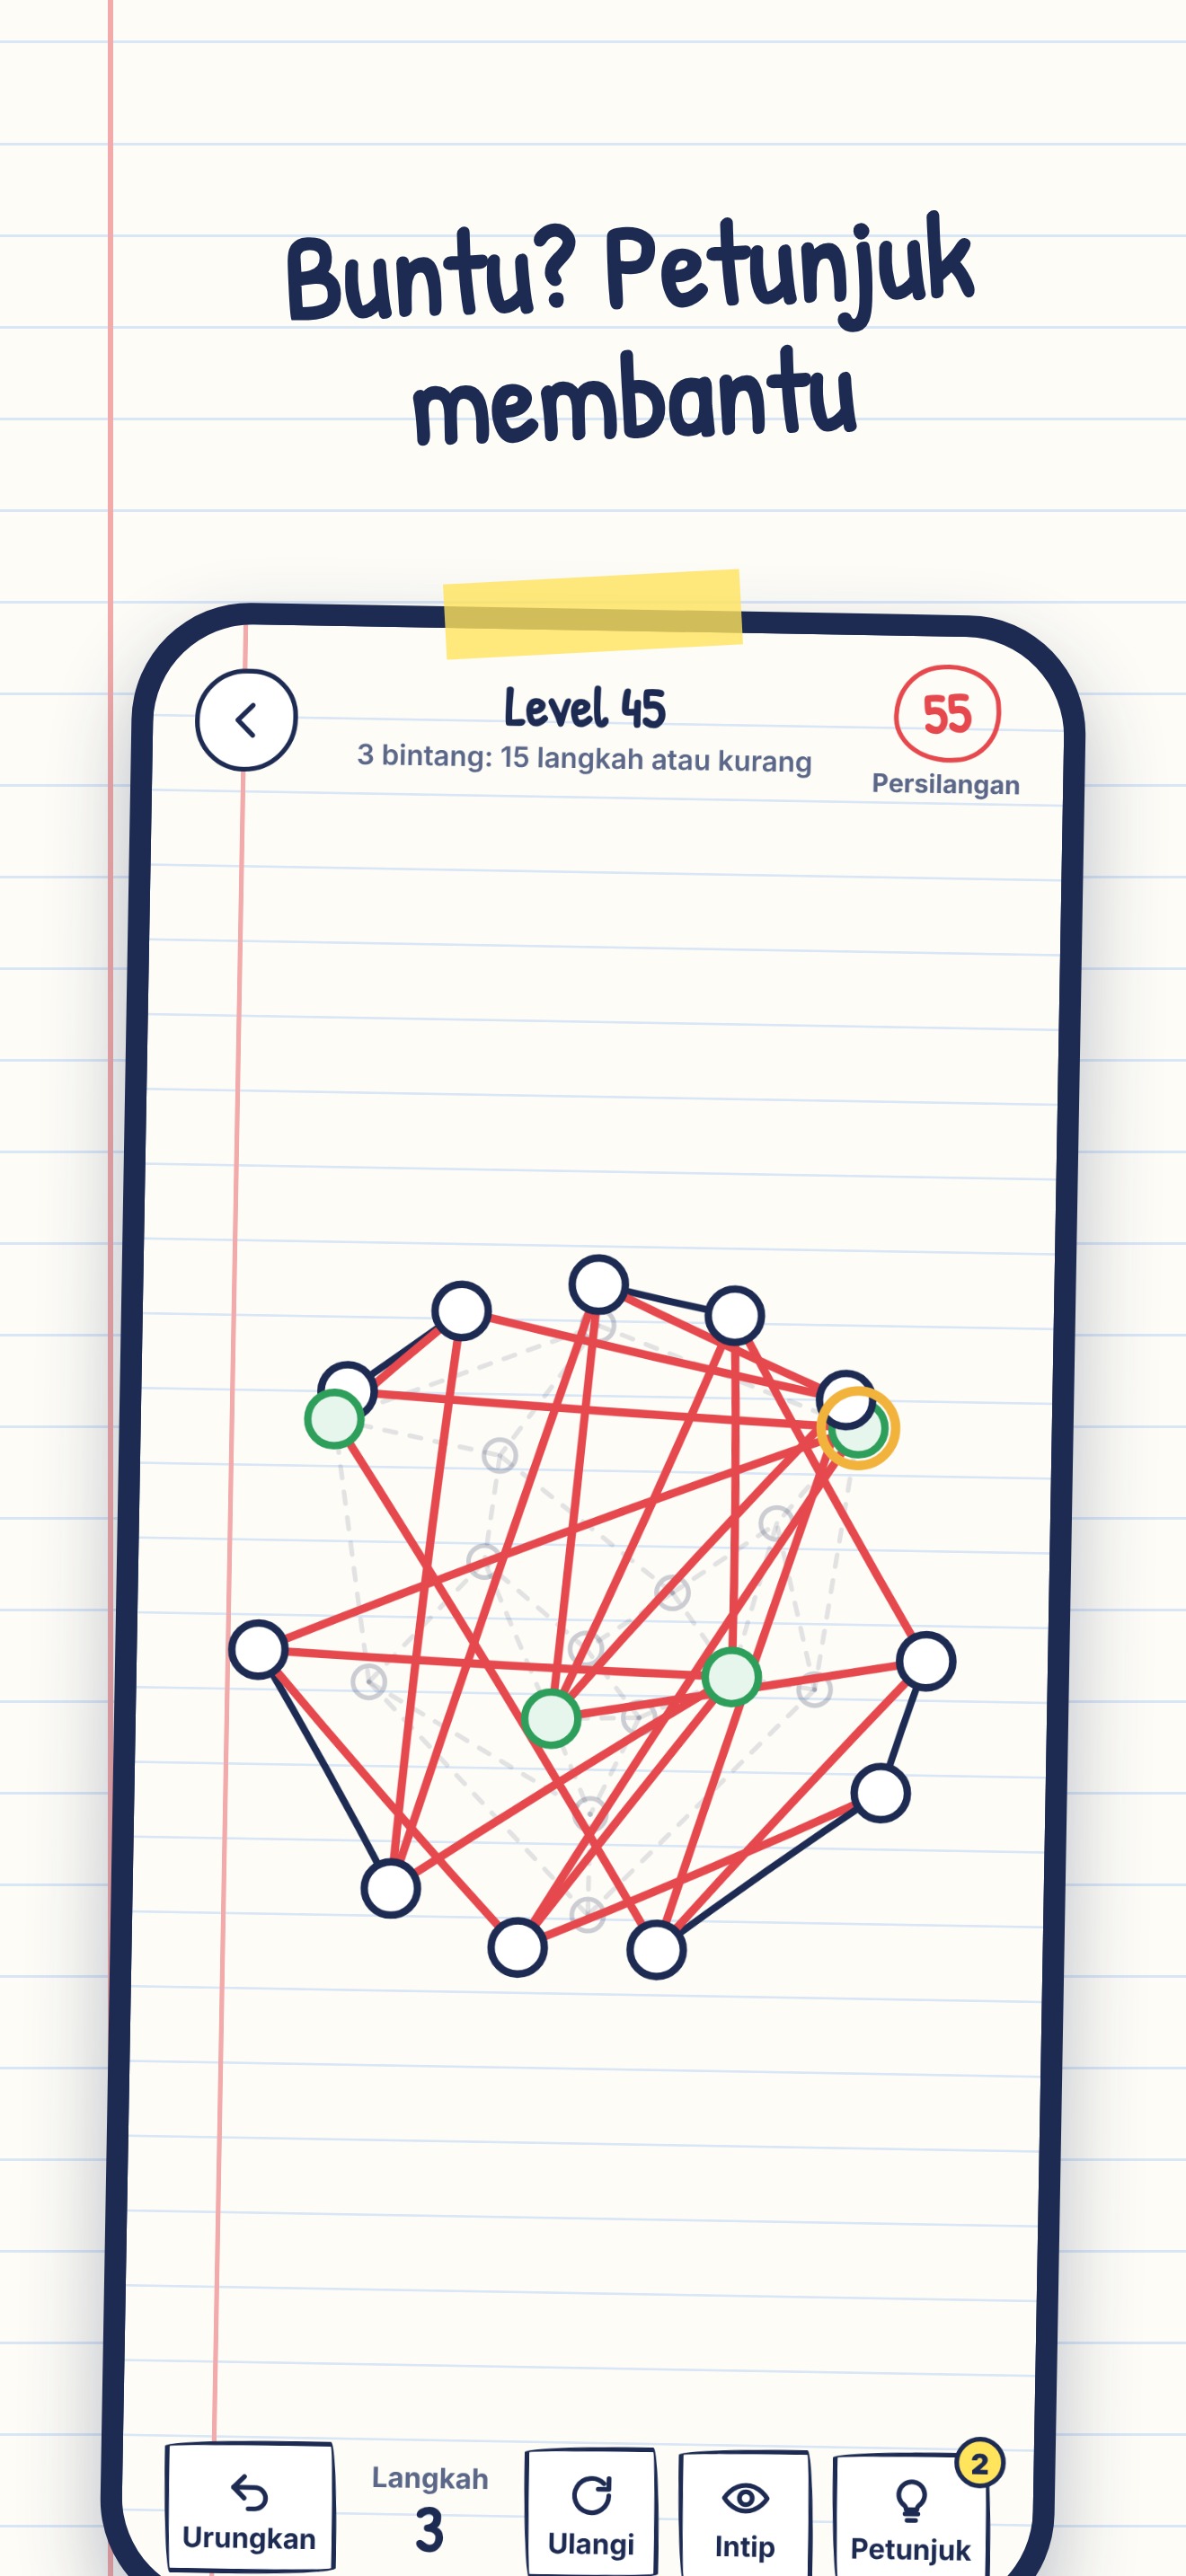 Buntu? Petunjuk
membantu
Level 45
3 bintang: 15 langkah atau kurang
55
Persilangan
Urungkan
Langkah
3
Ulangi
Intip
Petunjuk
2